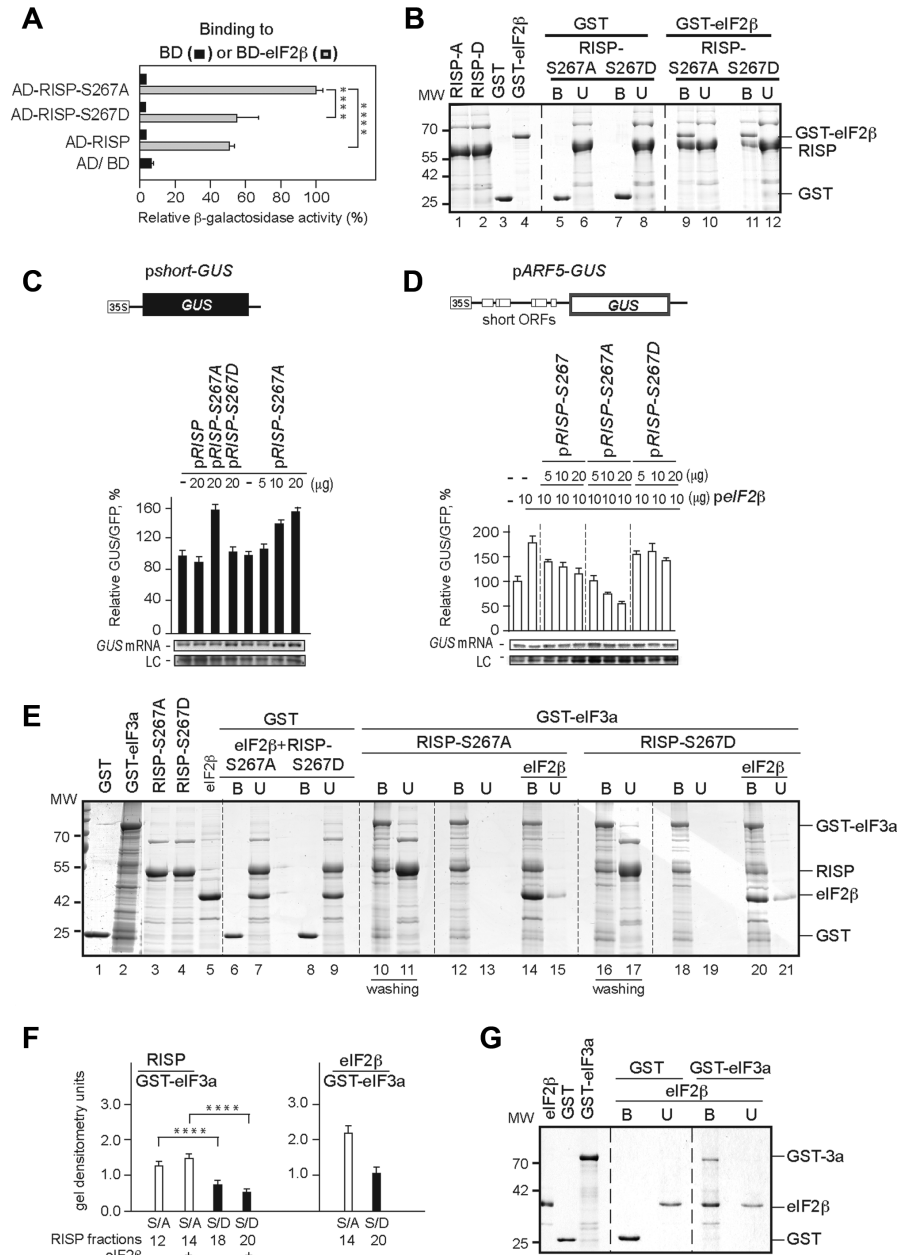 A
Binding to
BD (■) or BD-eIF2β (▣)
AD-RISP-S267A
AD-RISP-S267D
AD-RISP
AD/ BD
****
****
0 20 40 60 80 100
Relative β-galactosidase activity (%)
B
RISP-A
RISP-D
GST
GST-eIF2β
GST
GST-eIF2β
RISP-
RISP-
S267A S267D
S267A S267D
MW
B U B U B U B U
70
55
42
25
GST-eIF2β
RISP
GST
1 2 3 4 5 6 7 8 9 10 11 12
C
pshort-GUS
35S
GUS
pRISP
pRISP-S267A
pRISP-S267D
pRISP-S267A
– 20 20 20 – 5 10 20 (μg)
Relative GUS/GFP, %
160
120
80
40
0
GUS mRNA -
LC -
D
pARF5-GUS
35S
GUS
short ORFs
pRISP-S267
pRISP-S267A
pRISP-S267D
- - 5 10 20 5 10 20 5 10 20 (μg)
- 10 10 10 10 10 10 10 10 10 10 (μg) peIF2β
Relative GUS/GFP, %
200
150
100
50
0
GUS mRNA -
LC -
E
GST
GST-eIF3a
RISP-S267A
RISP-S267D
eIF2β
GST
GST-eIF3a
eIF2β+RISP-
S267A S267D
RISP-S267A
RISP-S267D
eIF2β
eIF2β
MW
B U B U B U B U B U B U B U B U
70
55
42
25
GST-eIF3a
RISP
eIF2β
GST
1 2 3 4 5 6 7 8 9 10 11 12 13 14 15 16 17 18 19 20 21
washing
washing
F
RISP
GST-eIF3a
eIF2β
GST-eIF3a
gel densitometry units
3.0
2.0
1.0
****
****
3.0
2.0
1.0
S/A S/A S/D S/D
S/A S/D
RISP fractions 12 14 18 20
14 20
eIF2β - + - +
G
eIF2β
GST
GST-eIF3a
GST
GST-eIF3a
eIF2β
MW
B U B U
70
42
25
GST-3a
eIF2β
GST